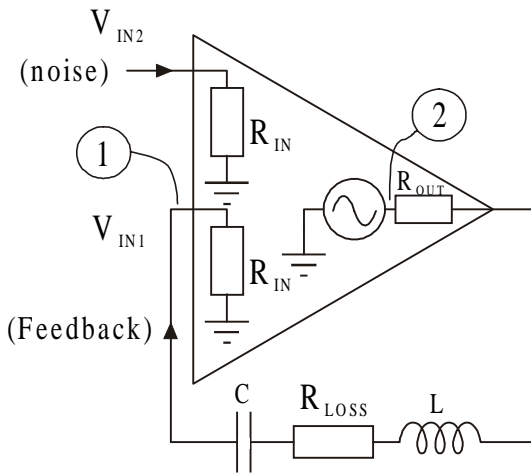 V IN2
(noise)
R IN
2
1
R OUT
V IN1
R IN
(Feedback)
C
R LOSS
L